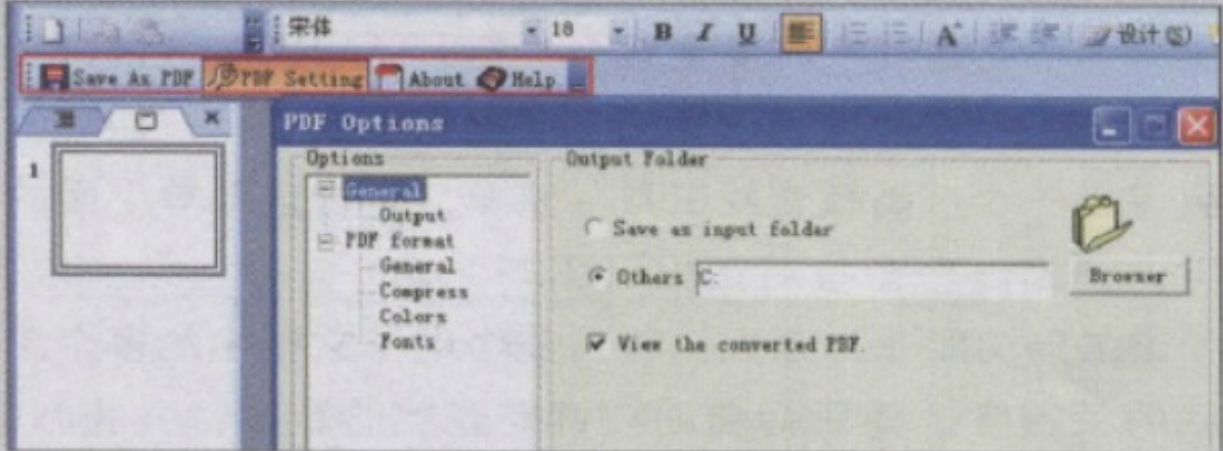 宋体 18 B I U A 设计(S)
Save As PDF PDF Setting About Help
PDF Options
1
Options
Output Folder
General
Output
PDF format
General
Compress
Colors
Fonts
Save as input folder
Others C:
Browser
View the converted PDF.